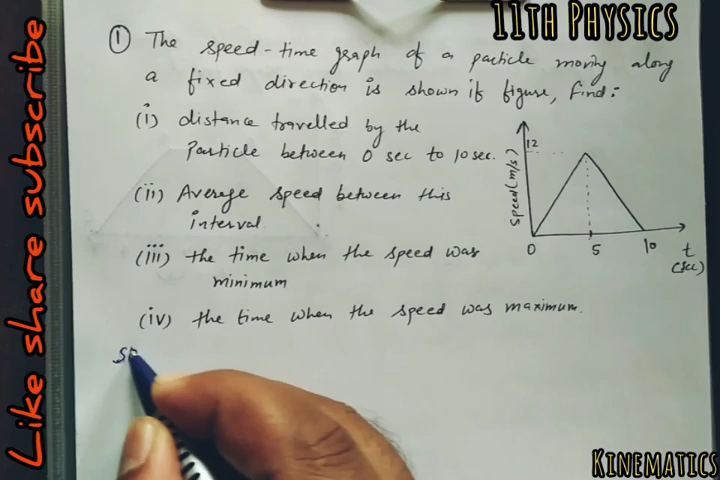 11th Physics
Like share subscribe
① The speed-time graph of a particle moving along
a fixed direction is shown if figure, find:
(i) distance travelled by the
Particle between 0 sec to 10 sec.
(ii) Average speed between this
interval.
(iii) the time when the speed was
minimum
(iv) the time when the speed was maximum.
12
speed (m/s)
0 5 10 t
(sec)
Kinematics